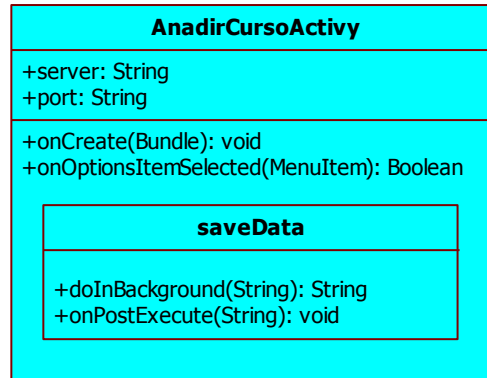 AnadirCursoActivy
+server: String
+port: String
+onCreate(Bundle): void
+onOptionsItemSelected(MenuItem): Boolean
saveData
+doInBackground(String): String
+onPostExecute(String): void